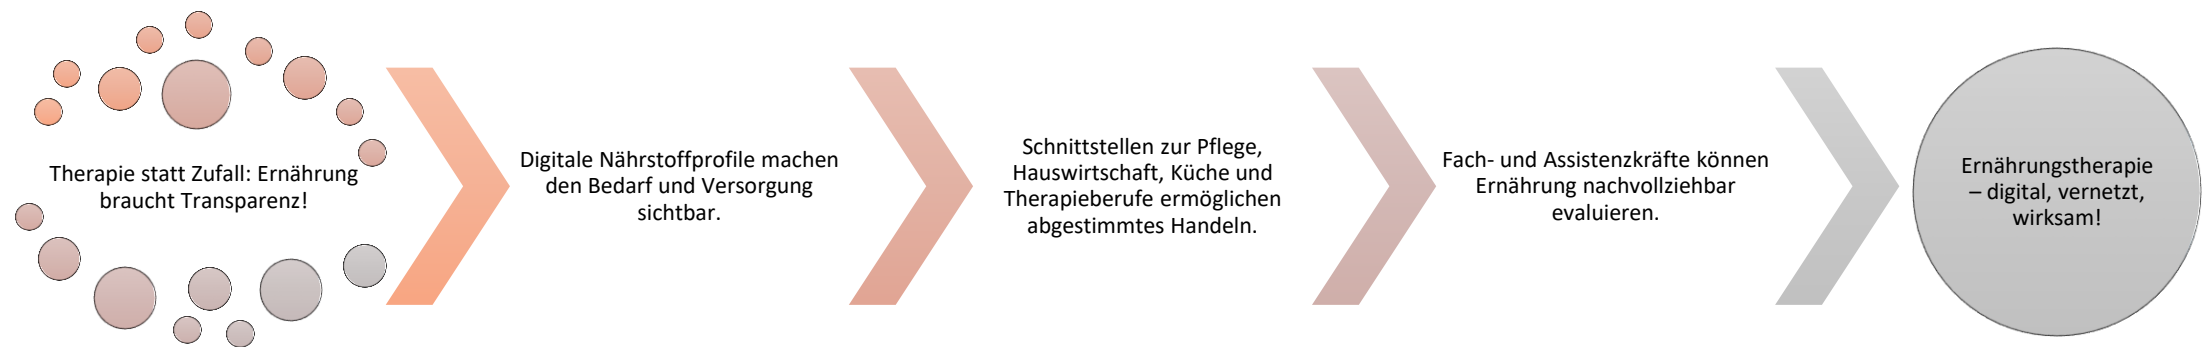 Therapie statt Zufall: Ernährung
braucht Transparenz!
Digitale Nährstoffprofile machen
den Bedarf und Versorgung
sichtbar.
Schnittstellen zur Pflege,
Hauswirtschaft, Küche und
Therapieberufe ermöglichen
abgestimmtes Handeln.
Fach- und Assistenzkräfte können
Ernährung nachvollziehbar
evaluieren.
Ernährungstherapie
– digital, vernetzt,
wirksam!